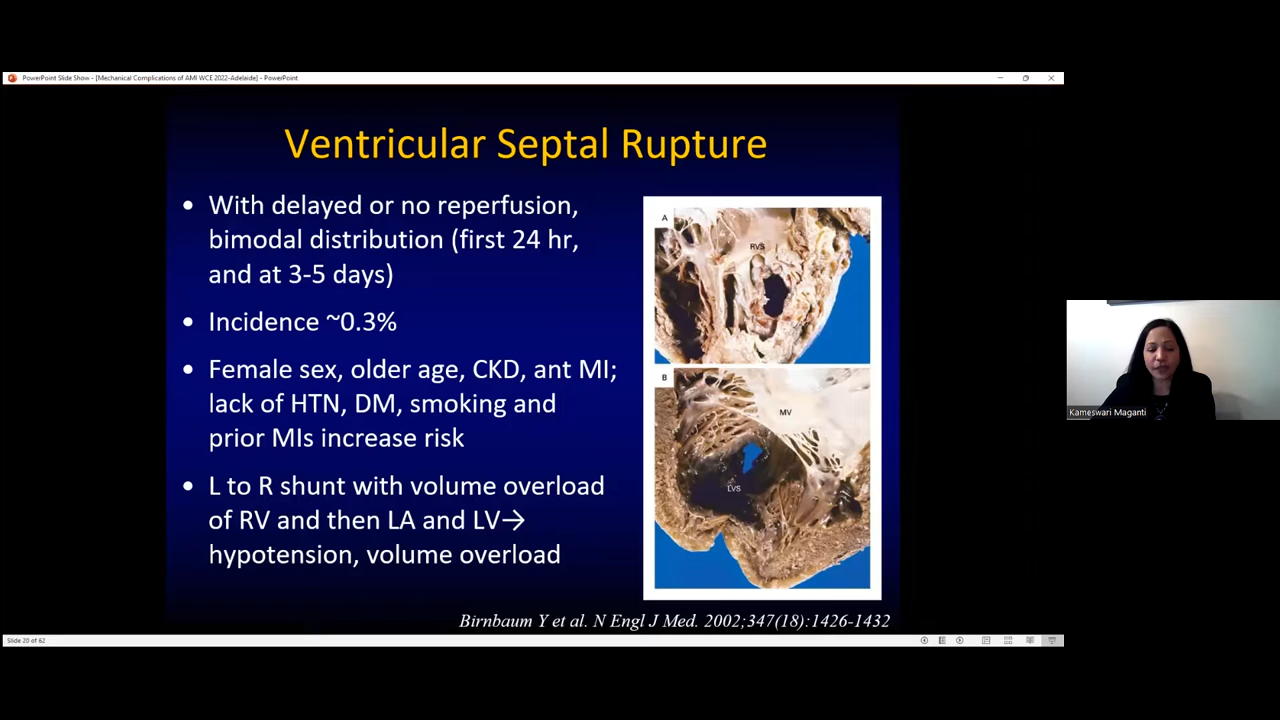 PowerPoint Slide Show - [Mechanical Complications of AMI WCE 2022-Adelaide] - PowerPoint
Ventricular Septal Rupture
• With delayed or no reperfusion,
bimodal distribution (first 24 hr,
and at 3-5 days)
• Incidence ~0.3%
• Female sex, older age, CKD, ant MI;
lack of HTN, DM, smoking and
prior MIs increase risk
• L to R shunt with volume overload
of RV and then LA and LV→
hypotension, volume overload
A
RVS
B
MV
LVS
Birnbaum Y et al. N Engl J Med. 2002;347(18):1426-1432
Slide 20 of 62
Kameswari Maganti